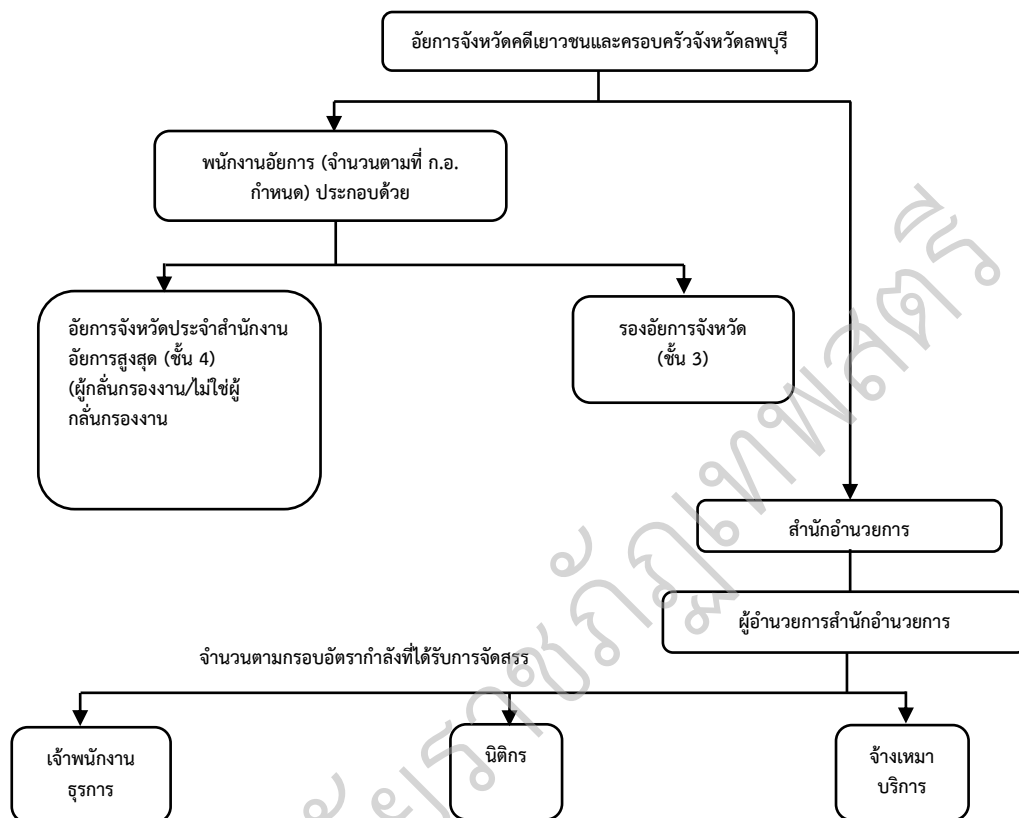 อัยการจังหวัดคดีเยาวชนและครอบครัวจังหวัดลพบุรี
พนักงานอัยการ (จำนวนตามที่ ก.อ.
กำหนด) ประกอบด้วย
อัยการจังหวัดประจำสำนักงาน
อัยการสูงสุด (ชั้น 4)
(ผู้กลั่นกรองงาน/ไม่ใช่ผู้
กลั่นกรองงาน
รองอัยการจังหวัด
(ชั้น 3)
สำนักอำนวยการ
ผู้อำนวยการสำนักอำนวยการ
จำนวนตามกรอบอัตรากำลังที่ได้รับการจัดสรร
เจ้าพนักงาน
ธุรการ
นิติกร
จ้างเหมา
บริการ
ราชภัฏเทพสตรี